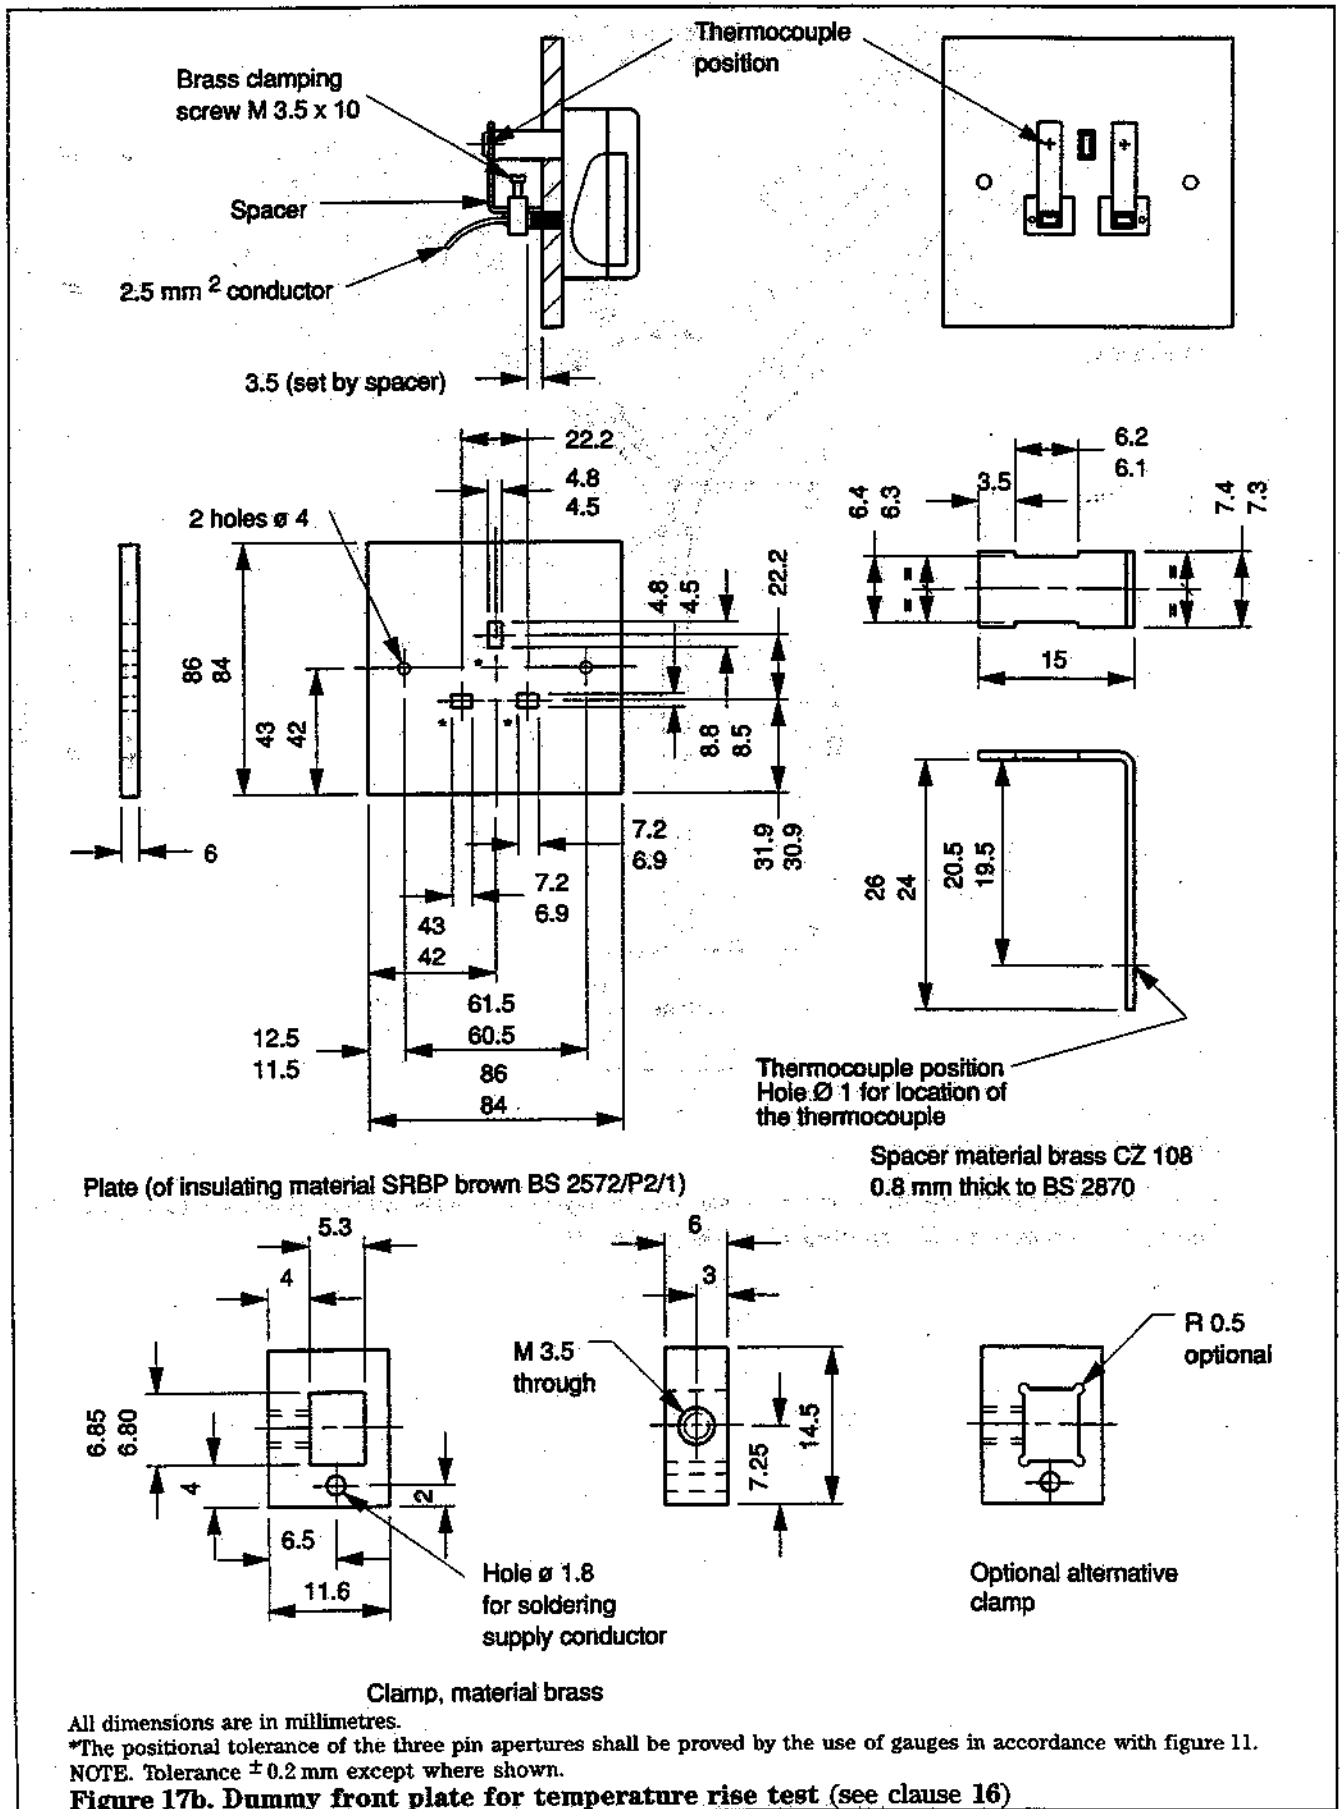 Thermocouple
position
Brass clamping
screw M 3.5 x 10
Spacer
2.5 mm 2 conductor
3.5 (set by spacer)
22.2
4.8
4.5
2 holes ø 4
86
84
43
42
6
4.8
4.5
22.2
8.8
8.5
31.9
30.9
7.2
6.9
7.2
6.9
43
42
61.5
60.5
12.5
11.5
86
84
6.2
6.1
3.5
6.4
6.3
7.4
7.3
=
=
=
=
15
26
24
20.5
19.5
Thermocouple position
Hole Ø 1 for location of
the thermocouple
Spacer material brass CZ 108
0.8 mm thick to BS 2870
Plate (of insulating material SRBP brown BS 2572/P2/1)
5.3
4
6.85
6.80
4
2
6.5
11.6
Hole ø 1.8
for soldering
supply conductor
6
3
M 3.5
through
14.5
7.25
R 0.5
optional
Optional alternative
clamp
Clamp, material brass
All dimensions are in millimetres.
*The positional tolerance of the three pin apertures shall be proved by the use of gauges in accordance with figure 11.
NOTE. Tolerance ± 0.2 mm except where shown.
Figure 17b. Dummy front plate for temperature rise test (see clause 16)